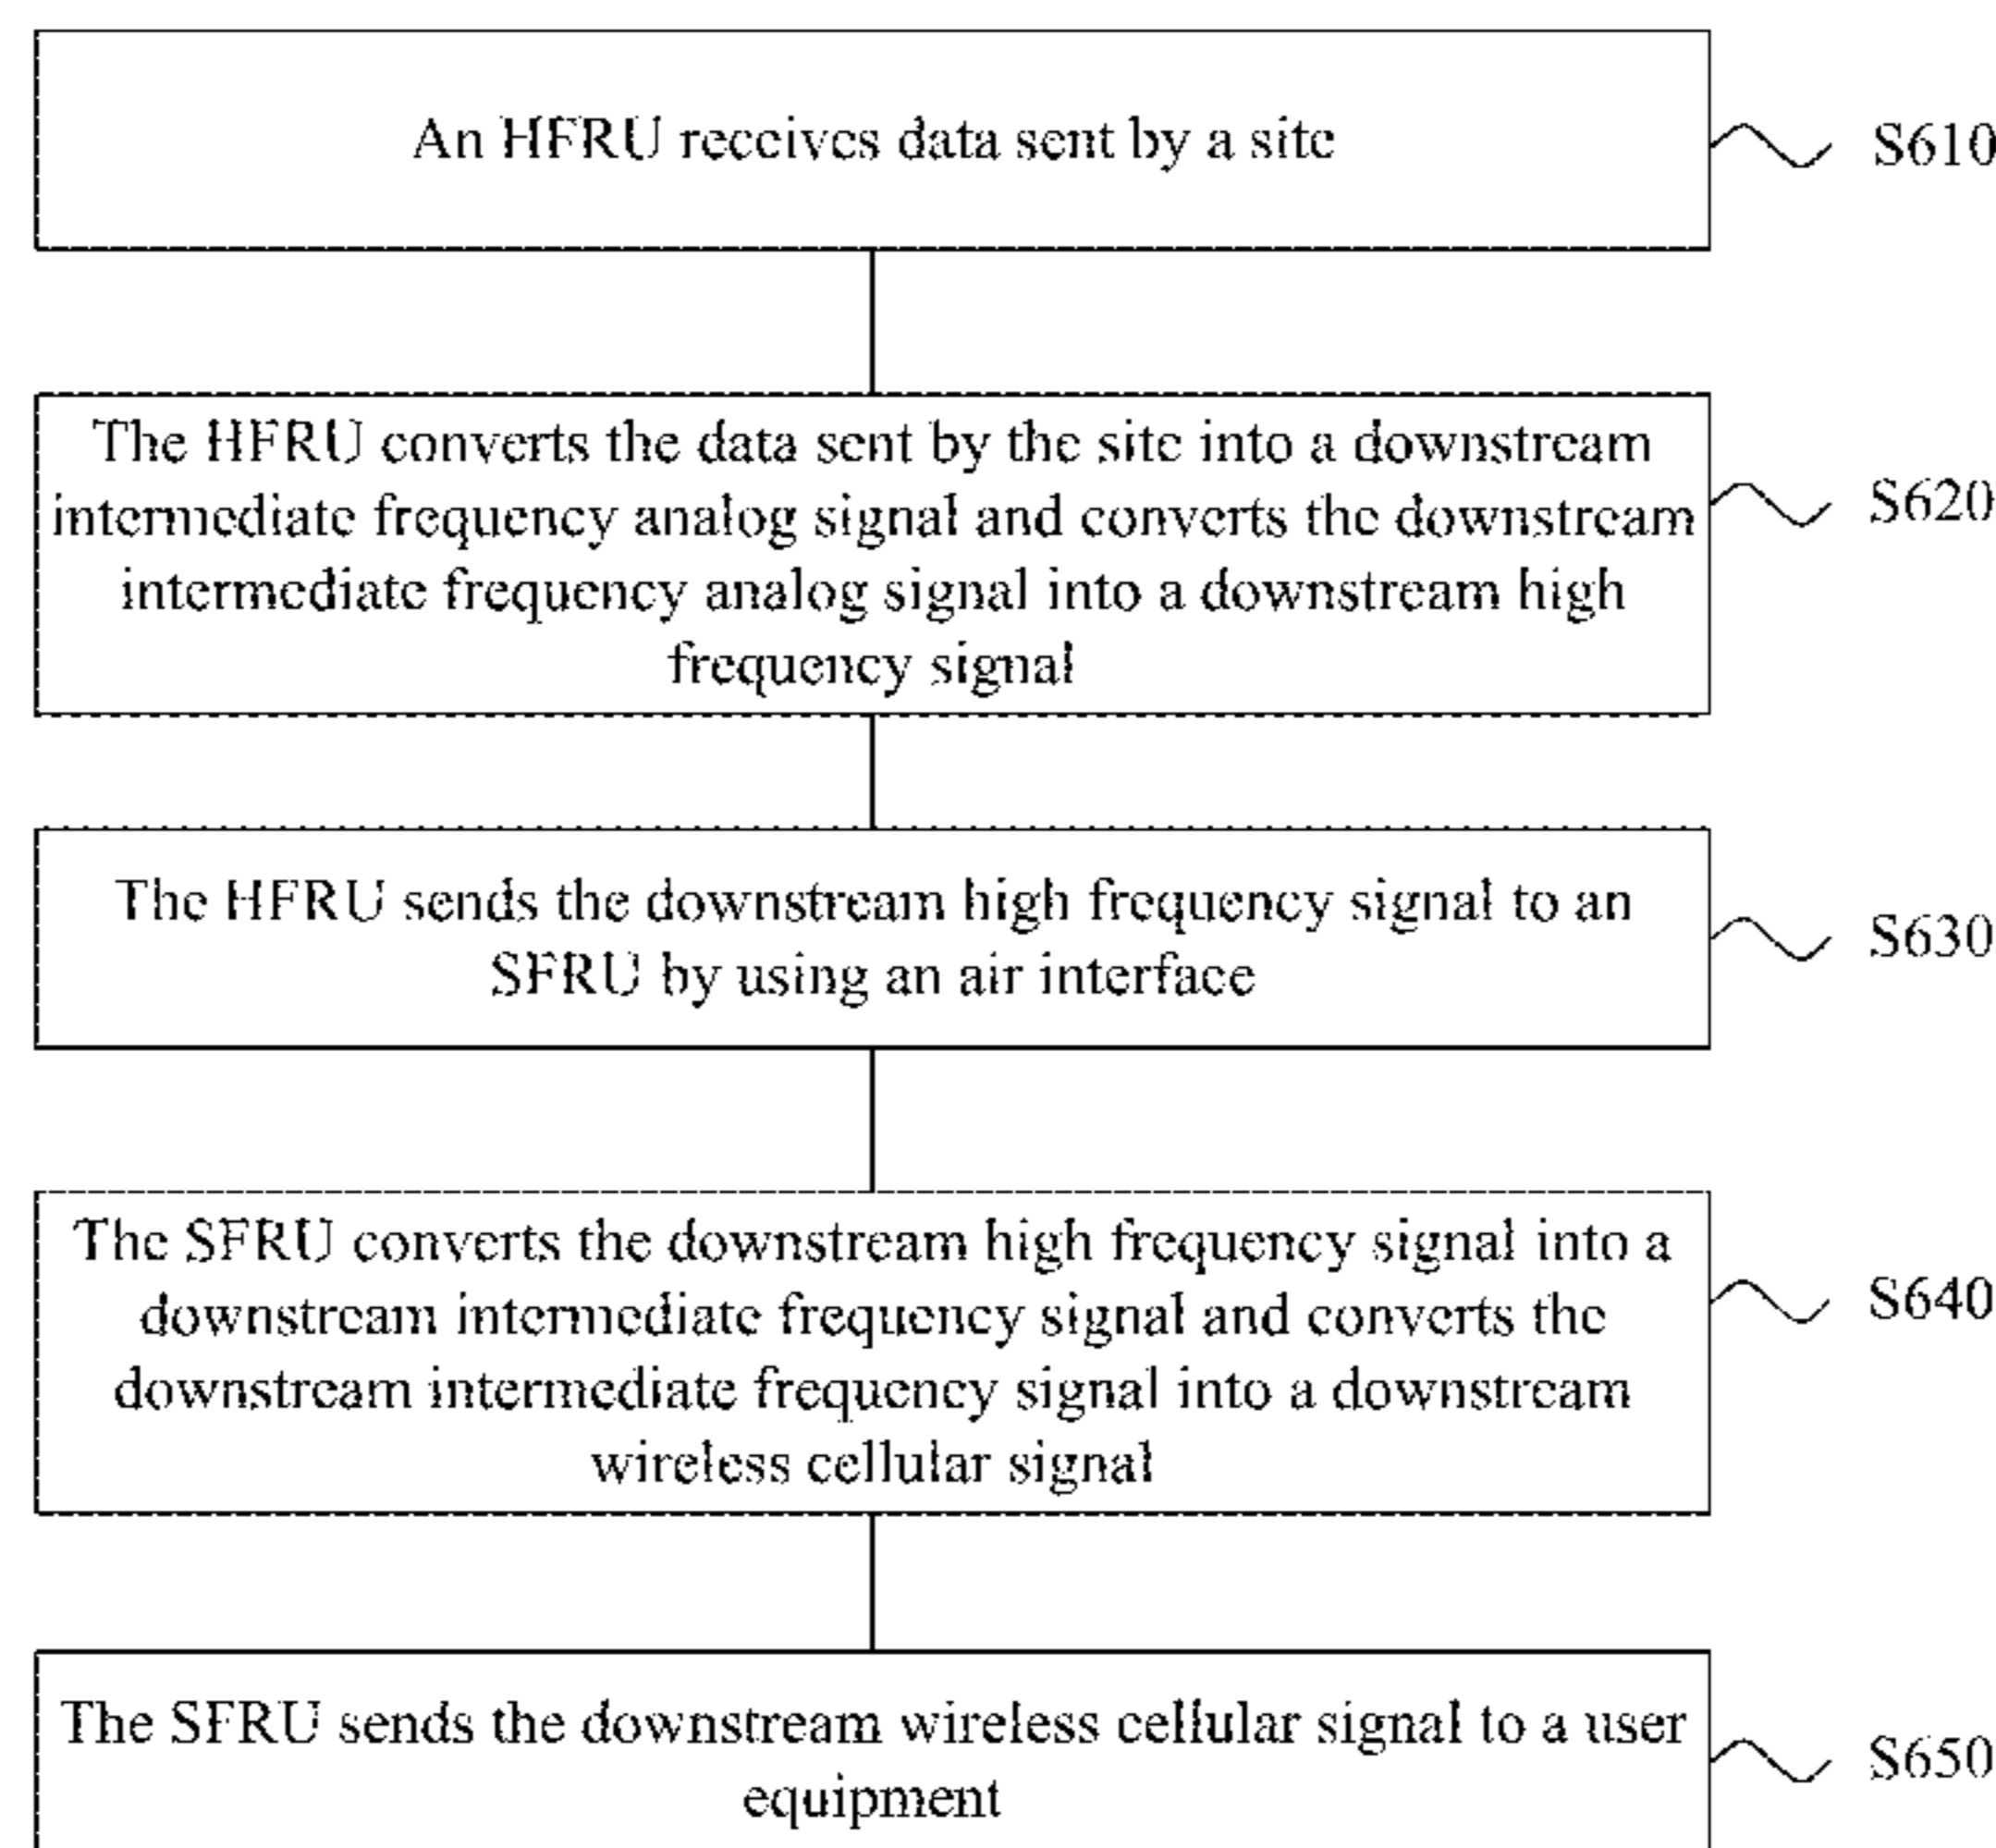 An HFRU receives data sent by a site
S610
The HFRU converts the data sent by the site into a downstream
intermediate frequency analog signal and converts the downstream
intermediate frequency analog signal into a downstream high
frequency signal
S620
The HFRU sends the downstream high frequency signal to an
SFRU by using an air interface
S630
The SFRU converts the downstream high frequency signal into a
downstream intermediate frequency signal and converts the
downstream intermediate frequency signal into a downstream
wireless cellular signal
S640
The SFRU sends the downstream wireless cellular signal to a user
equipment
S650